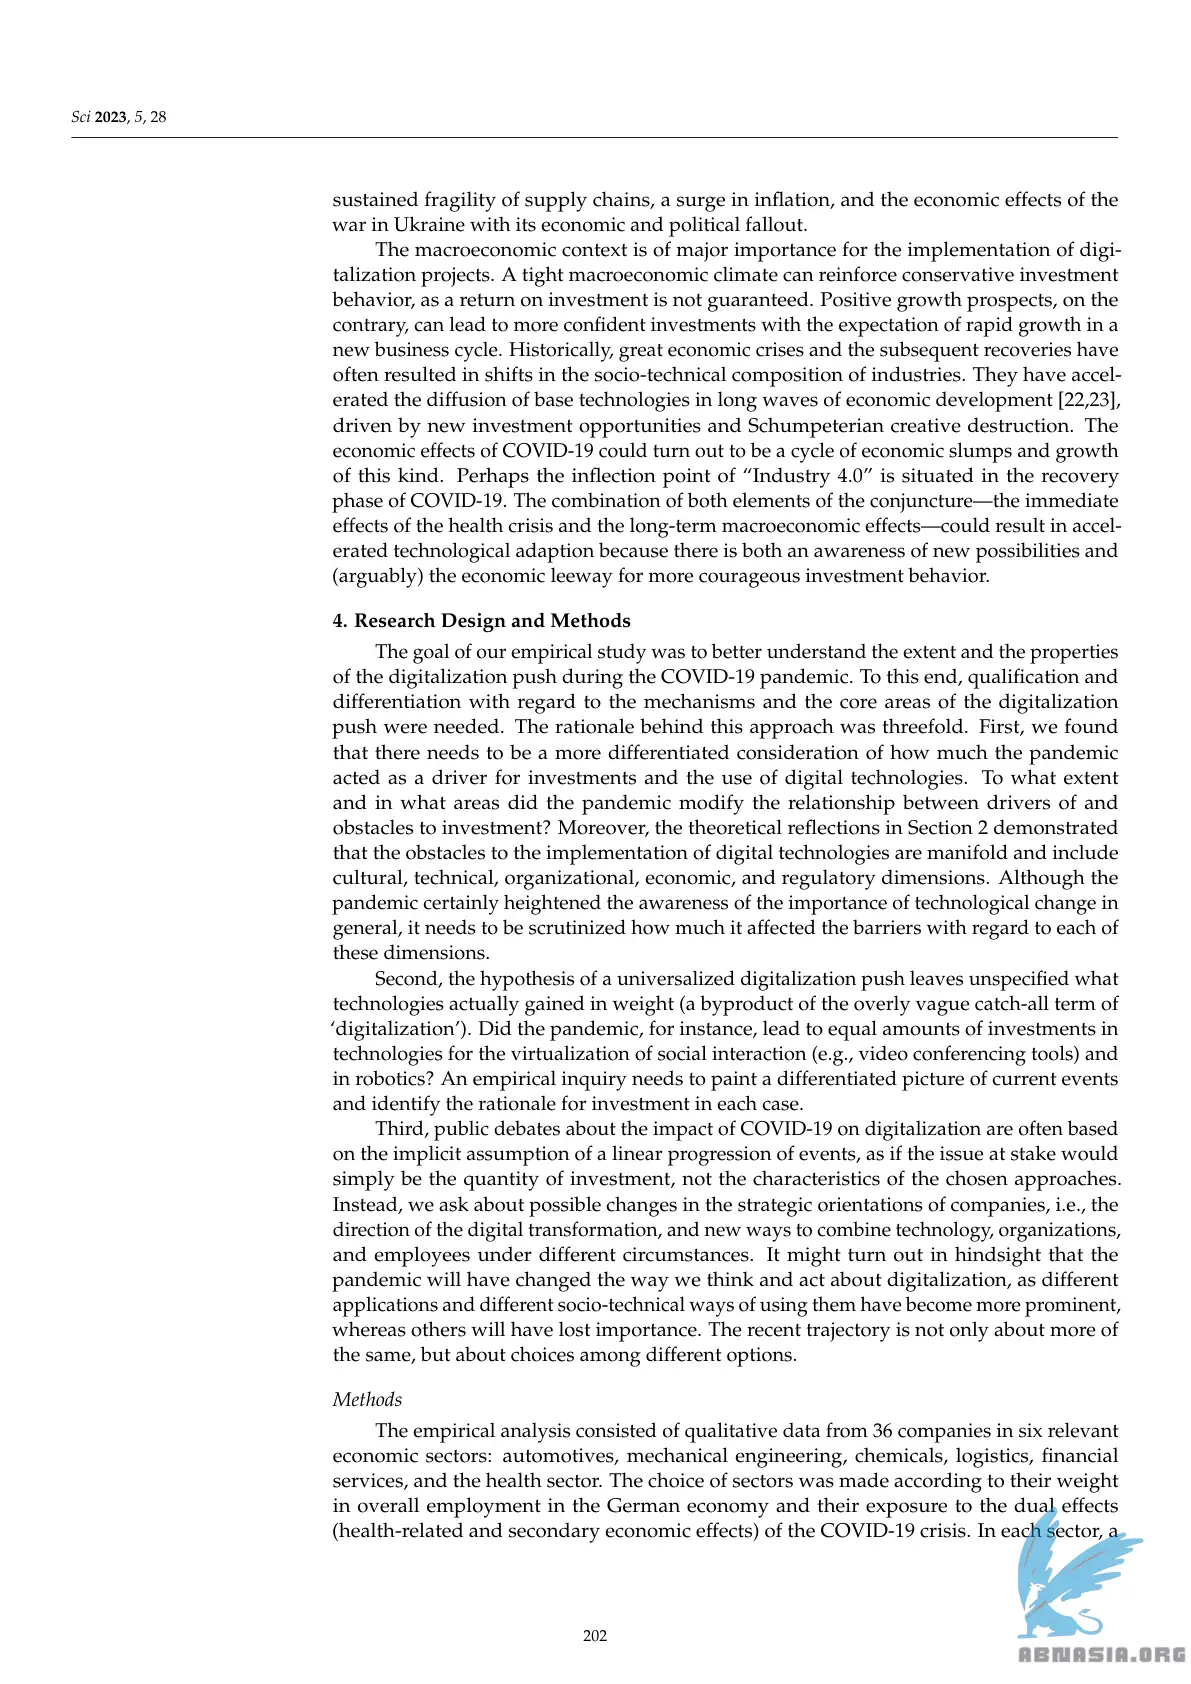 Sci 2023, 5, 28
sustained fragility of supply chains, a surge in inflation, and the economic effects of the
war in Ukraine with its economic and political fallout.
The macroeconomic context is of major importance for the implementation of digi-
talization projects. A tight macroeconomic climate can reinforce conservative investment
behavior, as a return on investment is not guaranteed. Positive growth prospects, on the
contrary, can lead to more confident investments with the expectation of rapid growth in a
new business cycle. Historically, great economic crises and the subsequent recoveries have
often resulted in shifts in the socio-technical composition of industries. They have accel-
erated the diffusion of base technologies in long waves of economic development [22,23],
driven by new investment opportunities and Schumpeterian creative destruction. The
economic effects of COVID-19 could turn out to be a cycle of economic slumps and growth
of this kind. Perhaps the inflection point of “Industry 4.0” is situated in the recovery
phase of COVID-19. The combination of both elements of the conjuncture—the immediate
effects of the health crisis and the long-term macroeconomic effects—could result in accel-
erated technological adaption because there is both an awareness of new possibilities and
(arguably) the economic leeway for more courageous investment behavior.
4. Research Design and Methods
The goal of our empirical study was to better understand the extent and the properties
of the digitalization push during the COVID-19 pandemic. To this end, qualification and
differentiation with regard to the mechanisms and the core areas of the digitalization
push were needed. The rationale behind this approach was threefold. First, we found
that there needs to be a more differentiated consideration of how much the pandemic
acted as a driver for investments and the use of digital technologies. To what extent
and in what areas did the pandemic modify the relationship between drivers of and
obstacles to investment? Moreover, the theoretical reflections in Section 2 demonstrated
that the obstacles to the implementation of digital technologies are manifold and include
cultural, technical, organizational, economic, and regulatory dimensions. Although the
pandemic certainly heightened the awareness of the importance of technological change in
general, it needs to be scrutinized how much it affected the barriers with regard to each of
these dimensions.
Second, the hypothesis of a universalized digitalization push leaves unspecified what
technologies actually gained in weight (a byproduct of the overly vague catch-all term of
‘digitalization’). Did the pandemic, for instance, lead to equal amounts of investments in
technologies for the virtualization of social interaction (e.g., video conferencing tools) and
in robotics? An empirical inquiry needs to paint a differentiated picture of current events
and identify the rationale for investment in each case.
Third, public debates about the impact of COVID-19 on digitalization are often based
on the implicit assumption of a linear progression of events, as if the issue at stake would
simply be the quantity of investment, not the characteristics of the chosen approaches.
Instead, we ask about possible changes in the strategic orientations of companies, i.e., the
direction of the digital transformation, and new ways to combine technology, organizations,
and employees under different circumstances. It might turn out in hindsight that the
pandemic will have changed the way we think and act about digitalization, as different
applications and different socio-technical ways of using them have become more prominent,
whereas others will have lost importance. The recent trajectory is not only about more of
the same, but about choices among different options.
Methods
The empirical analysis consisted of qualitative data from 36 companies in six relevant
economic sectors: automotives, mechanical engineering, chemicals, logistics, financial
services, and the health sector. The choice of sectors was made according to their weight
in overall employment in the German economy and their exposure to the dual effects
(health-related and secondary economic effects) of the COVID-19 crisis. In each sector, a
202
ABNASIA.ORG